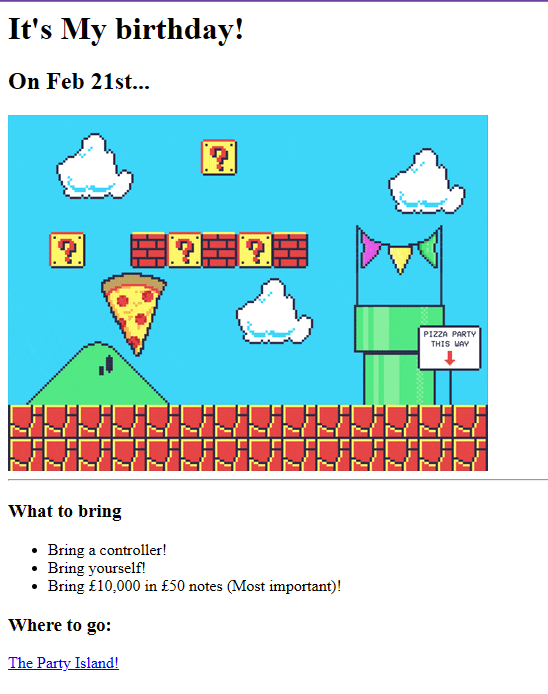 It's My birthday!
On Feb 21st...
?
? ? ?
PIZZA PARTY
THIS WAY
What to bring
Bring a controller!
Bring yourself!
Bring £10,000 in £50 notes (Most important)!
Where to go:
The Party Island!